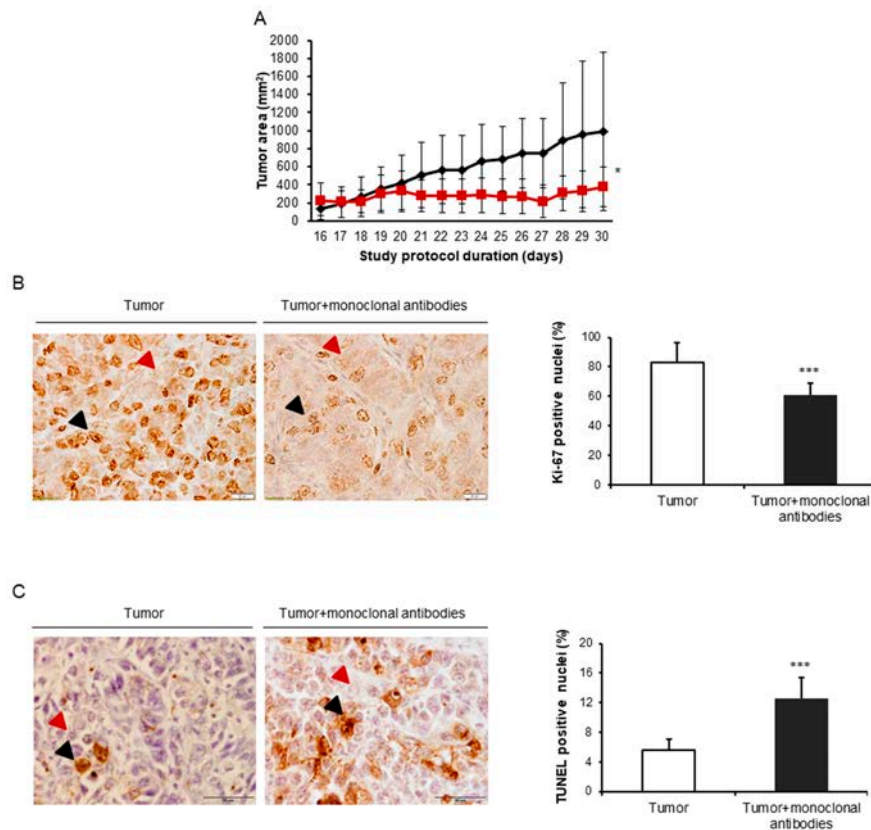 A
Tumor area (mm²)
2000
1800
1600
1400
1200
1000
800
600
400
200
0
*
16 17 18 19 20 21 22 23 24 25 26 27 28 29 30
Study protocol duration (days)
B
Tumor
Tumor+monoclonal antibodies
Ki-67 positive nuclei (%)
100
80
60
40
20
0
***
Tumor
Tumor+monoclonal
antibodies
C
Tumor
Tumor+monoclonal antibodies
TUNEL positive nuclei (%)
20
16
12
8
4
0
***
Tumor
Tumor+monoclonal
antibodies